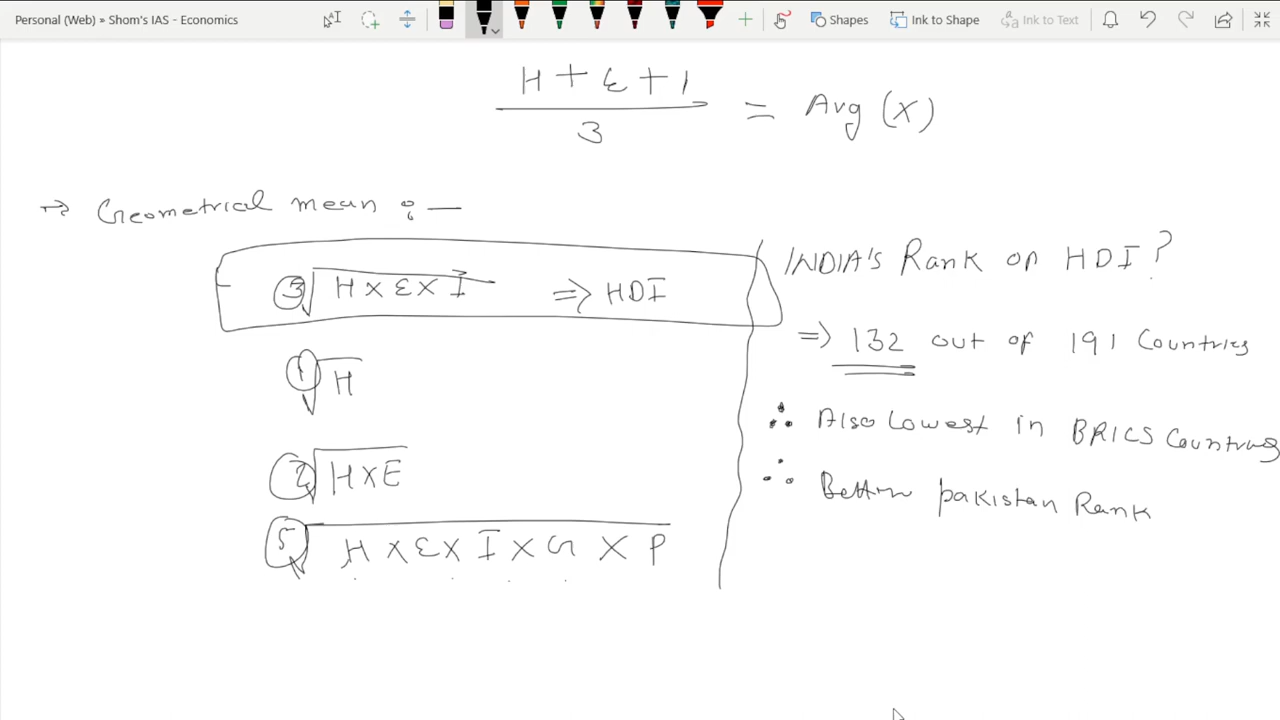 Personal (Web) » Shom's IAS - Economics
Shapes
Ink to Shape
Ink to Text
H + E + I
3
= Avg (X)
→ Geometrical mean :—
3√H X E X I ⇒ HDI
1√H
2√H X E
5√H X E X I X G X P
INDIA'S Rank on HDI?
⇒ 132 out of 191 Countries
∴ Also Lowest in BRICS Countries
∴ pakistan Rank